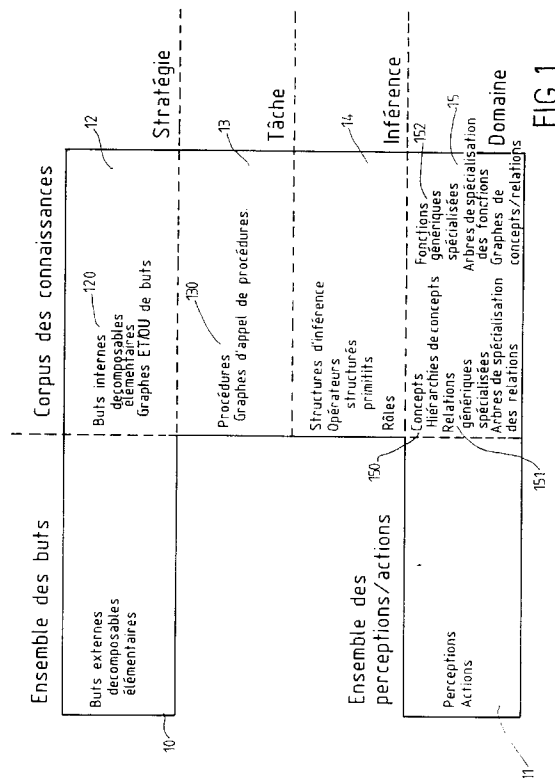 Ensemble des buts
Corpus des connaissances
10
Buts externes
decomposables
élémentaires
120
12
Buts internes
decomposables
élémentaires
Graphes ET/OU de buts
Stratégie
130
13
Procédures
Graphes d'appel de procédures.
Tâche
14
Structures d'inférence
Opérateurs
structurés
primitifs
Rôles
Inférence
Ensemble des
perceptions/actions
11
Perceptions
Actions
150
Concepts
Hiérarchies de concepts
Relations
génériques
spécialisées
Arbres de spécialisation
des relations
151
152
15
Fonctions
génériques
spécialisées
Arbres de spécialisation
des fonctions
Graphes de
concepts/relations
Domaine
FIG.1